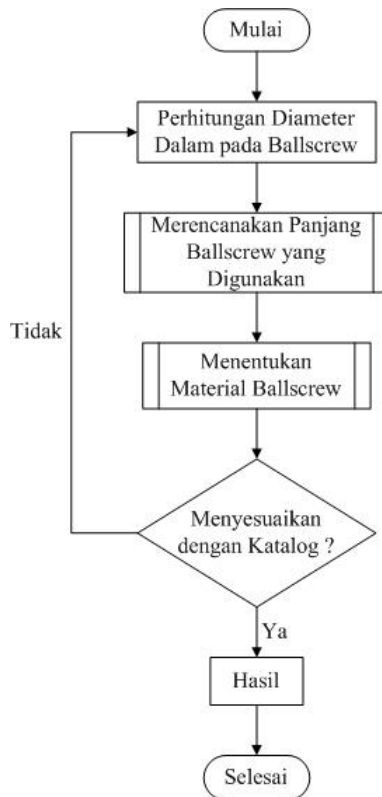 Mulai
Perhitungan Diameter
Dalam pada Ballscrew
Merencanakan Panjang
Ballscrew yang
Digunakan
Tidak
Menentukan
Material Ballscrew
Menyesuaikan
dengan Katalog ?
Ya
Hasil
Selesai